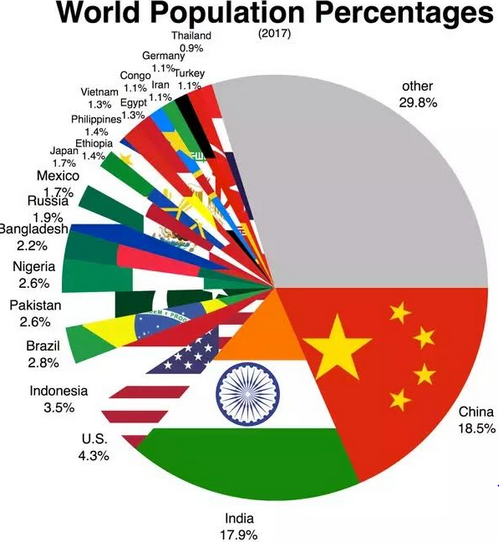 World Population Percentages
(2017)
Thailand
0.9%
Germany
1.1%
Turkey
1.1%
Congo
1.1%
Iran
1.1%
Vietnam
1.3%
Egypt
1.3%
Philippines
1.4%
Ethiopia
1.4%
Japan
1.7%
Mexico
1.7%
Russia
1.9%
Bangladesh
2.2%
Nigeria
2.6%
Pakistan
2.6%
Brazil
2.8%
Indonesia
3.5%
U.S.
4.3%
India
17.9%
China
18.5%
other
29.8%